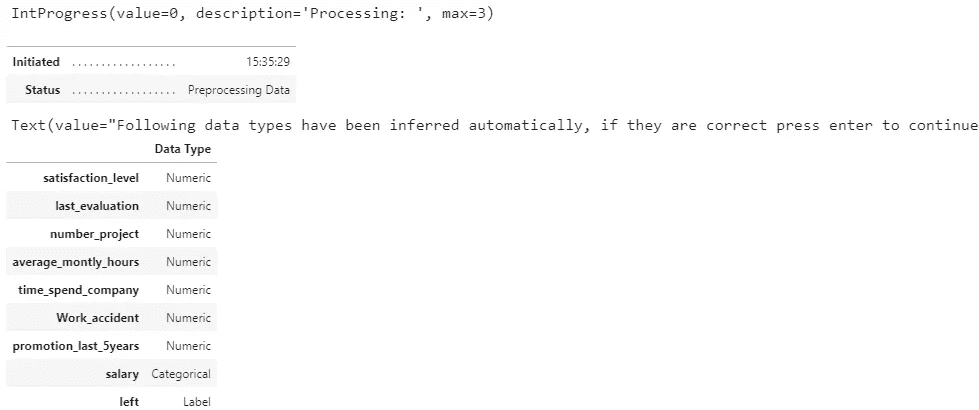 IntProgress(value=0, description='Processing: ', max=3)
Initiated .................. 15:35:29
Status .................. Preprocessing Data
Text(value="Following data types have been inferred automatically, if they are correct press enter to continue
Data Type
satisfaction_level Numeric
last_evaluation Numeric
number_project Numeric
average_montly_hours Numeric
time_spend_company Numeric
Work_accident Numeric
promotion_last_5years Numeric
salary Categorical
left Label